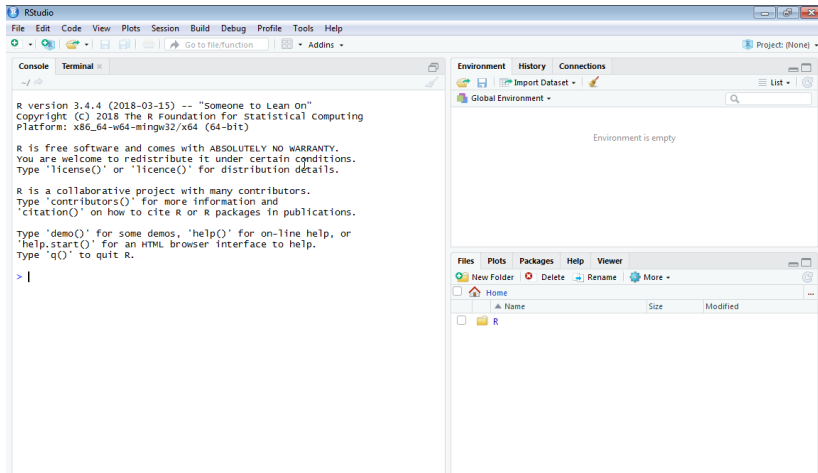 RStudio
File Edit Code View Plots Session Build Debug Profile Tools Help
Go to file/function Addins Project: (None)
Console Terminal
~/
R version 3.4.4 (2018-03-15) -- "Someone to Lean On"
Copyright (C) 2018 The R Foundation for Statistical Computing
Platform: x86_64-w64-mingw32/x64 (64-bit)
R is free software and comes with ABSOLUTELY NO WARRANTY.
You are welcome to redistribute it under certain conditions.
Type 'license()' or 'licence()' for distribution details.
R is a collaborative project with many contributors.
Type 'contributors()' for more information and
'citation()' on how to cite R or R packages in publications.
Type 'demo()' for some demos, 'help()' for on-line help, or
'help.start()' for an HTML browser interface to help.
Type 'q()' to quit R.
>
Environment History Connections
Import Dataset List
Global Environment
Environment is empty
Files Plots Packages Help Viewer
New Folder Delete Rename More
Home ...
Name Size Modified
R